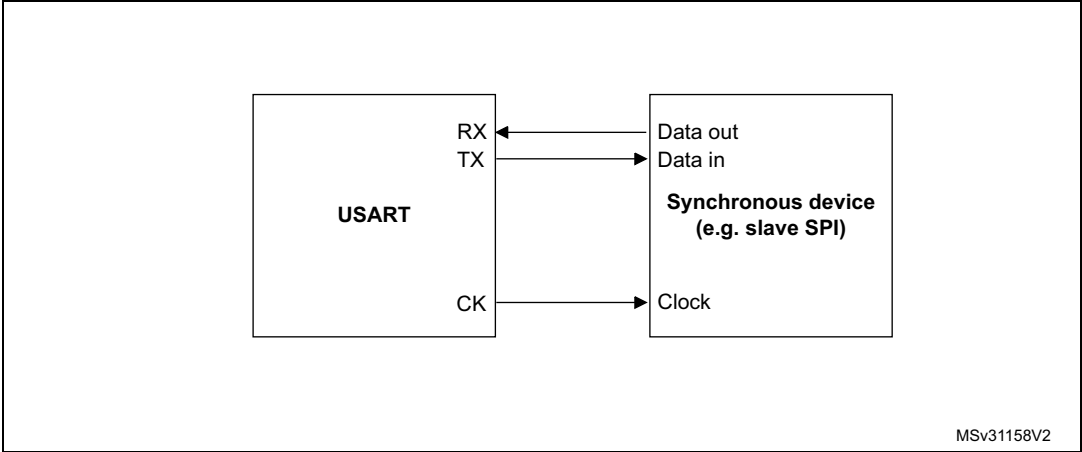 RX
Data out
TX
Data in
USART
Synchronous device
(e.g. slave SPI)
CK
Clock
MSv31158V2